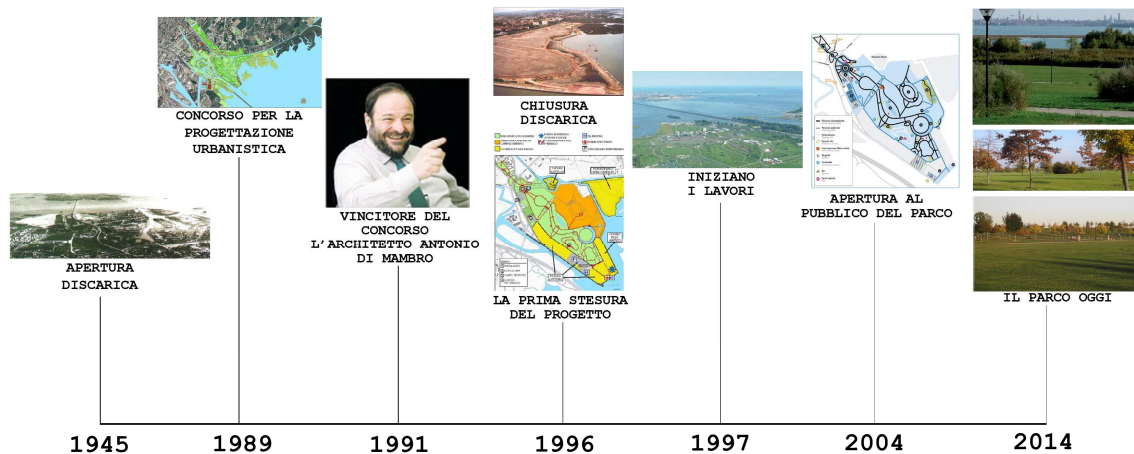 APERTURA
DISCARICA
CONCORSO PER LA
PROGETTAZIONE
URBANISTICA
VINCITORE DEL
CONCORSO
L'ARCHITETTO ANTONIO
DI MAMBRO
CHIUSURA
DISCARICA
LA PRIMA STESURA
DEL PROGETTO
INIZIANO
I LAVORI
APERTURA AL
PUBBLICO DEL PARCO
IL PARCO OGGI
1945
1989
1991
1996
1997
2004
2014